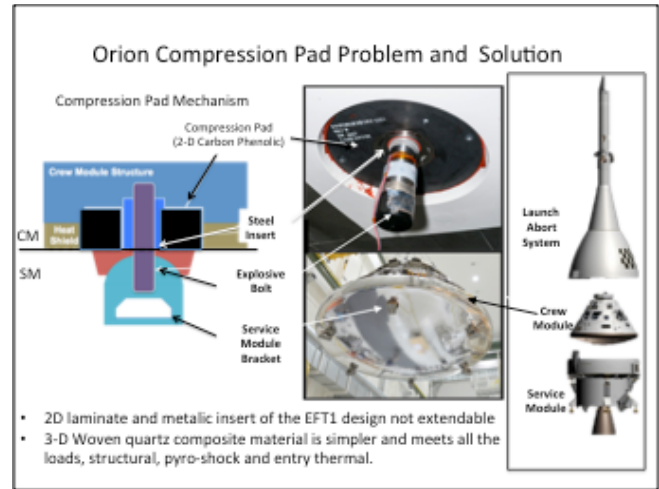 Orion Compression Pad Problem and Solution
Compression Pad Mechanism
Compression Pad
(2-D Carbon Phenolic)
Crew Module Structure
Heat
Shield
CM
SM
Steel
Insert
Explosive
Bolt
Service
Module
Bracket
Launch
Abort
System
Crew
Module
Service
Module
• 2D laminate and metalic insert of the EFT1 design not extendable
• 3-D Woven quartz composite material is simpler and meets all the
loads, structural, pyro-shock and entry thermal.